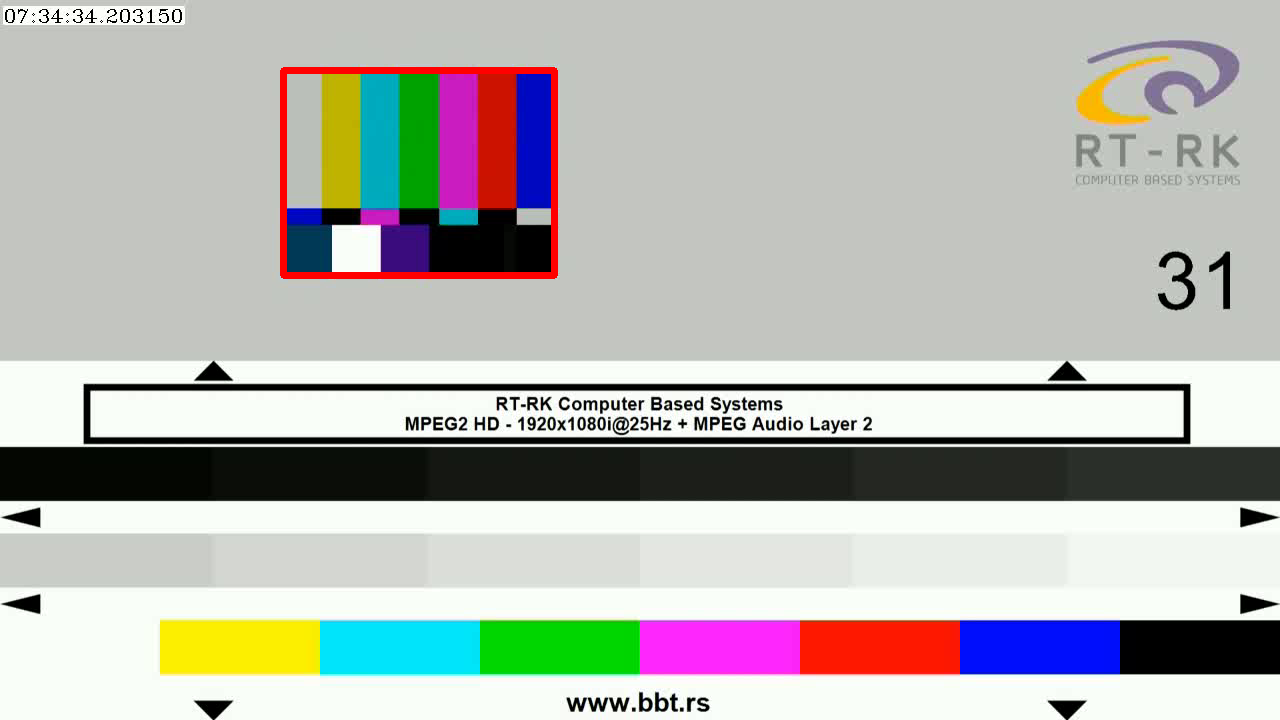 07:34:34.203150
RT-RK
COMPUTER BASED SYSTEMS
31
RT-RK Computer Based Systems
MPEG2 HD - 1920x1080i@25Hz + MPEG Audio Layer 2
www.bbt.rs